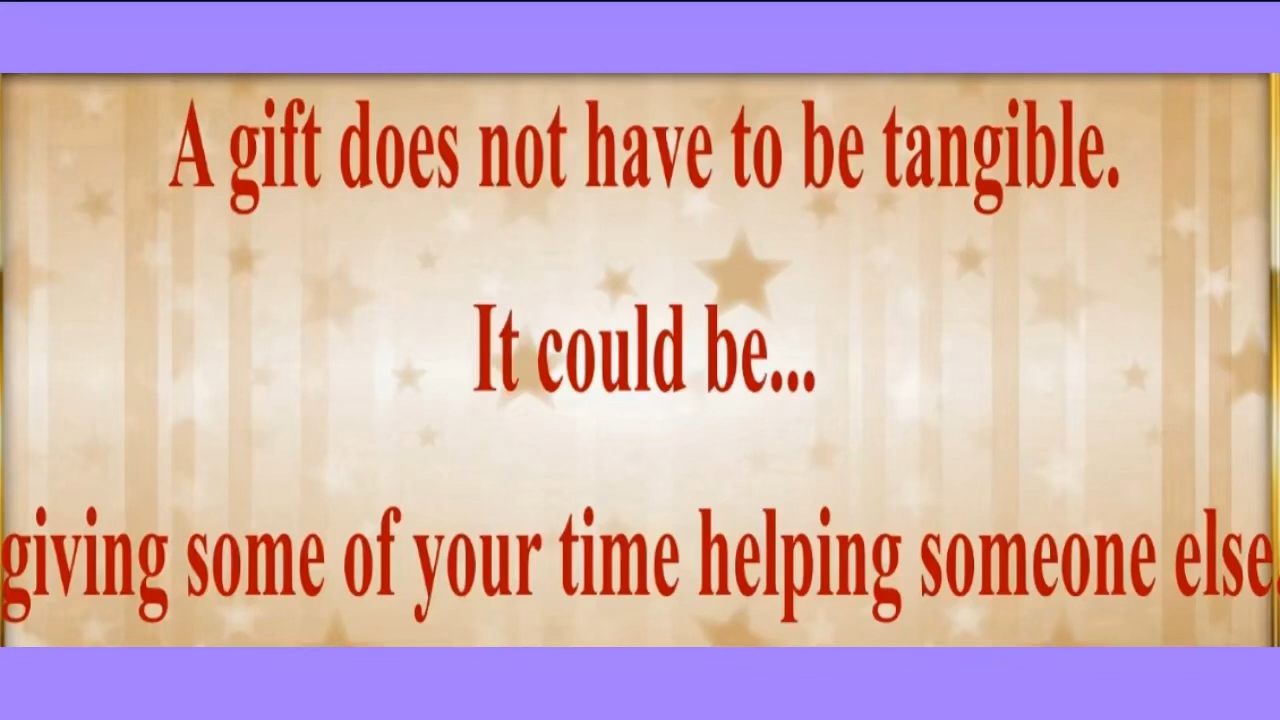 A gift does not have to be tangible.
It could be...
giving some of your time helping someone else.